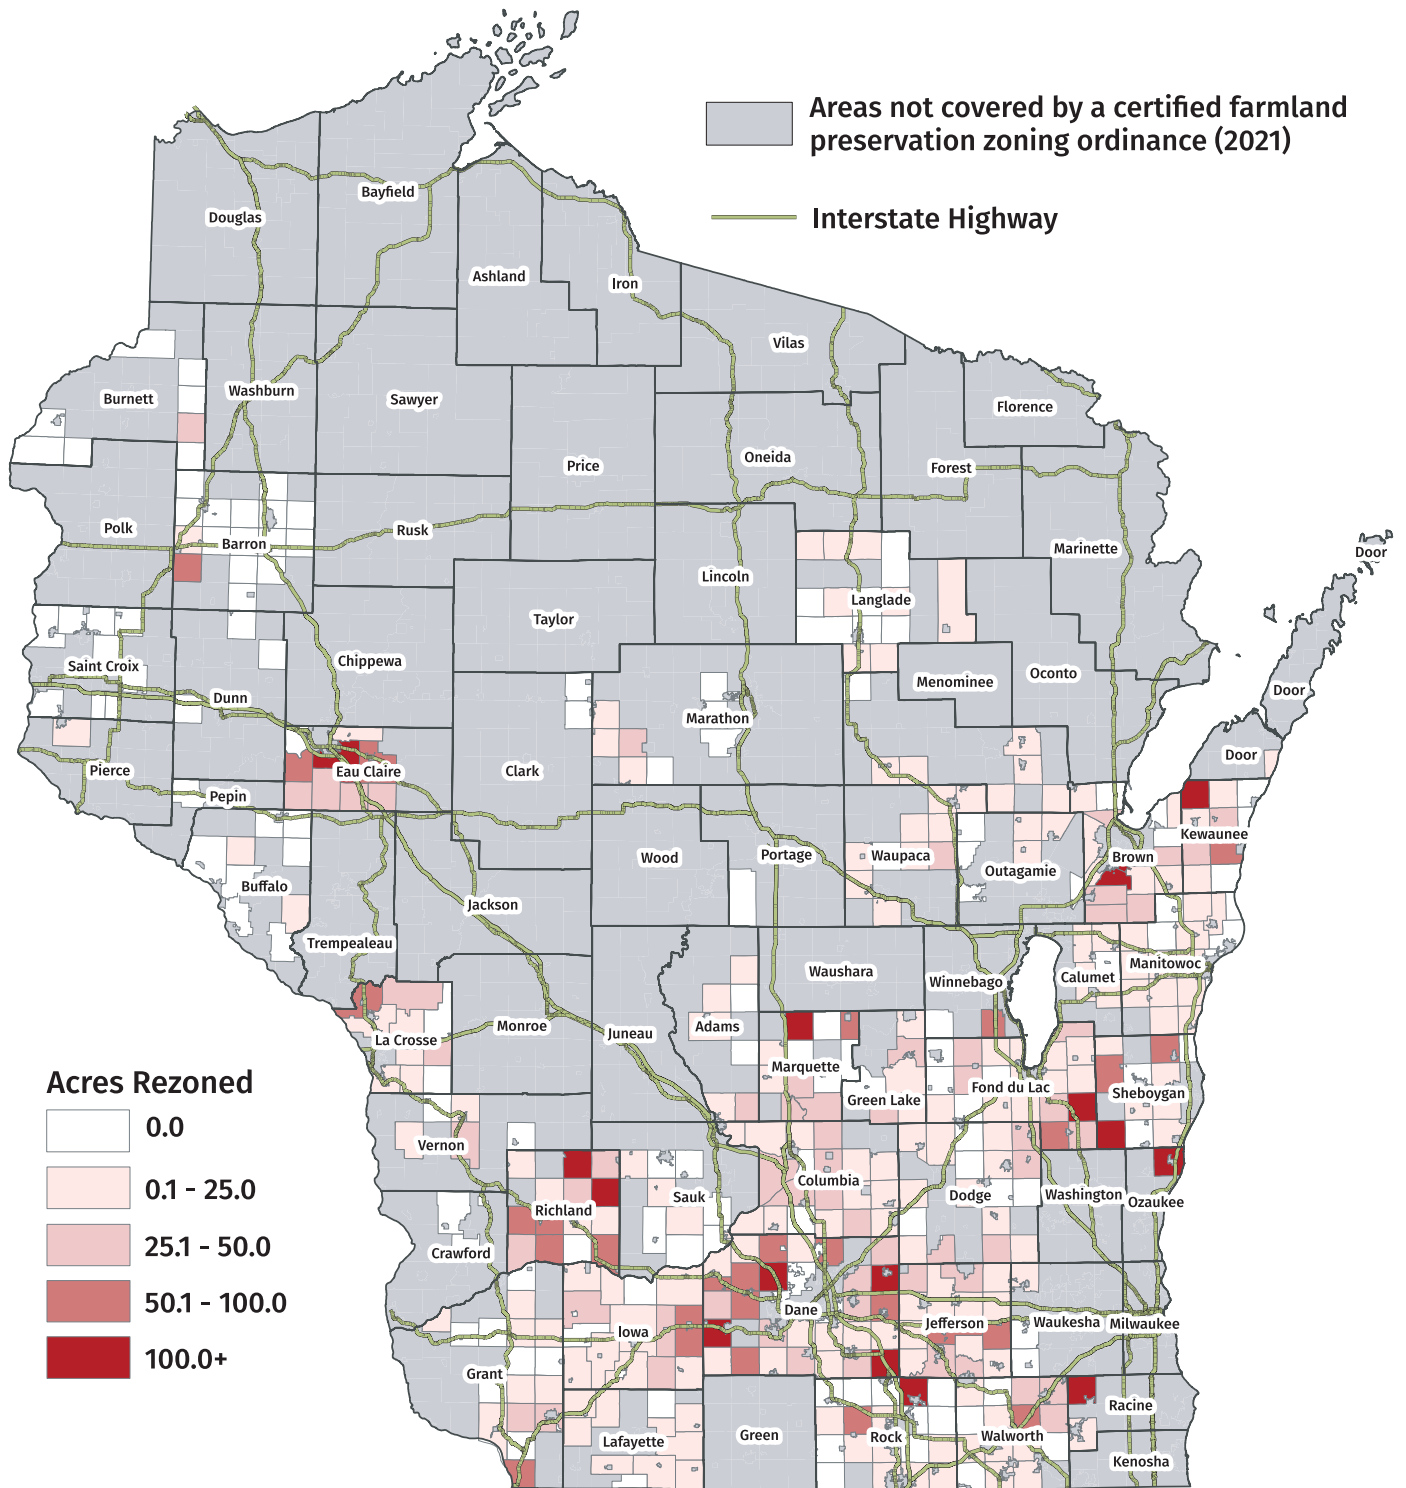 Areas not covered by a certified farmland
preservation zoning ordinance (2021)
Interstate Highway
Bayfield
Douglas
Ashland
Iron
Vilas
Burnett
Washburn
Sawyer
Florence
Price
Oneida
Forest
Polk
Barron
Rusk
Marinette
Door
Lincoln
Langlade
Taylor
Saint Croix
Chippewa
Menominee
Oconto
Door
Dunn
Marathon
Door
Pierce
Eau Claire
Clark
Pepin
Kewaunee
Wood
Portage
Waupaca
Brown
Outagamie
Buffalo
Jackson
Trempealeau
Waushara
Winnebago
Calumet
Manitowoc
La Crosse
Monroe
Juneau
Adams
Marquette
Green Lake
Fond du Lac
Sheboygan
Vernon
Columbia
Dodge
Washington
Ozaukee
Richland
Sauk
Crawford
Dane
Iowa
Jefferson
Waukesha
Milwaukee
Grant
Racine
Lafayette
Green
Rock
Walworth
Kenosha
Acres Rezoned
0.0
0.1 - 25.0
25.1 - 50.0
50.1 - 100.0
100.0+